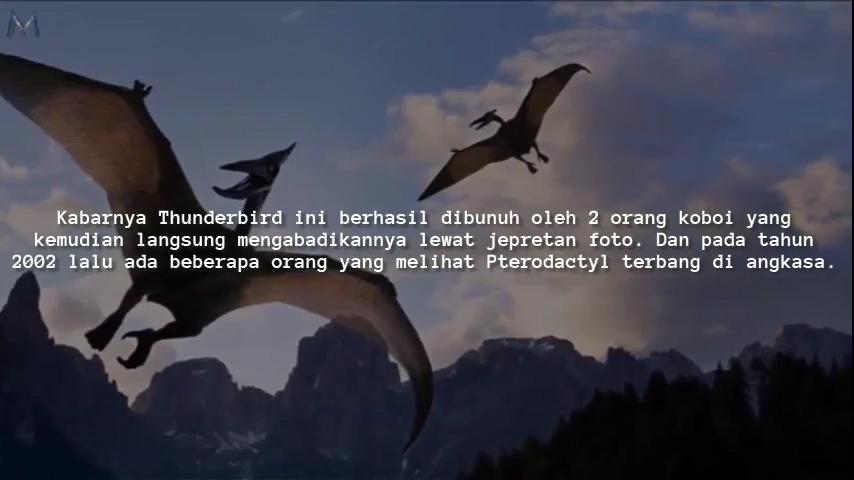 Kabarnya Thunderbird ini berhasil dibunuh oleh 2 orang koboi yang
kemudian langsung mengabadikannya lewat jepretan foto. Dan pada tahun
2002 lalu ada beberapa orang yang melihat Pterodactyl terbang di angkasa.